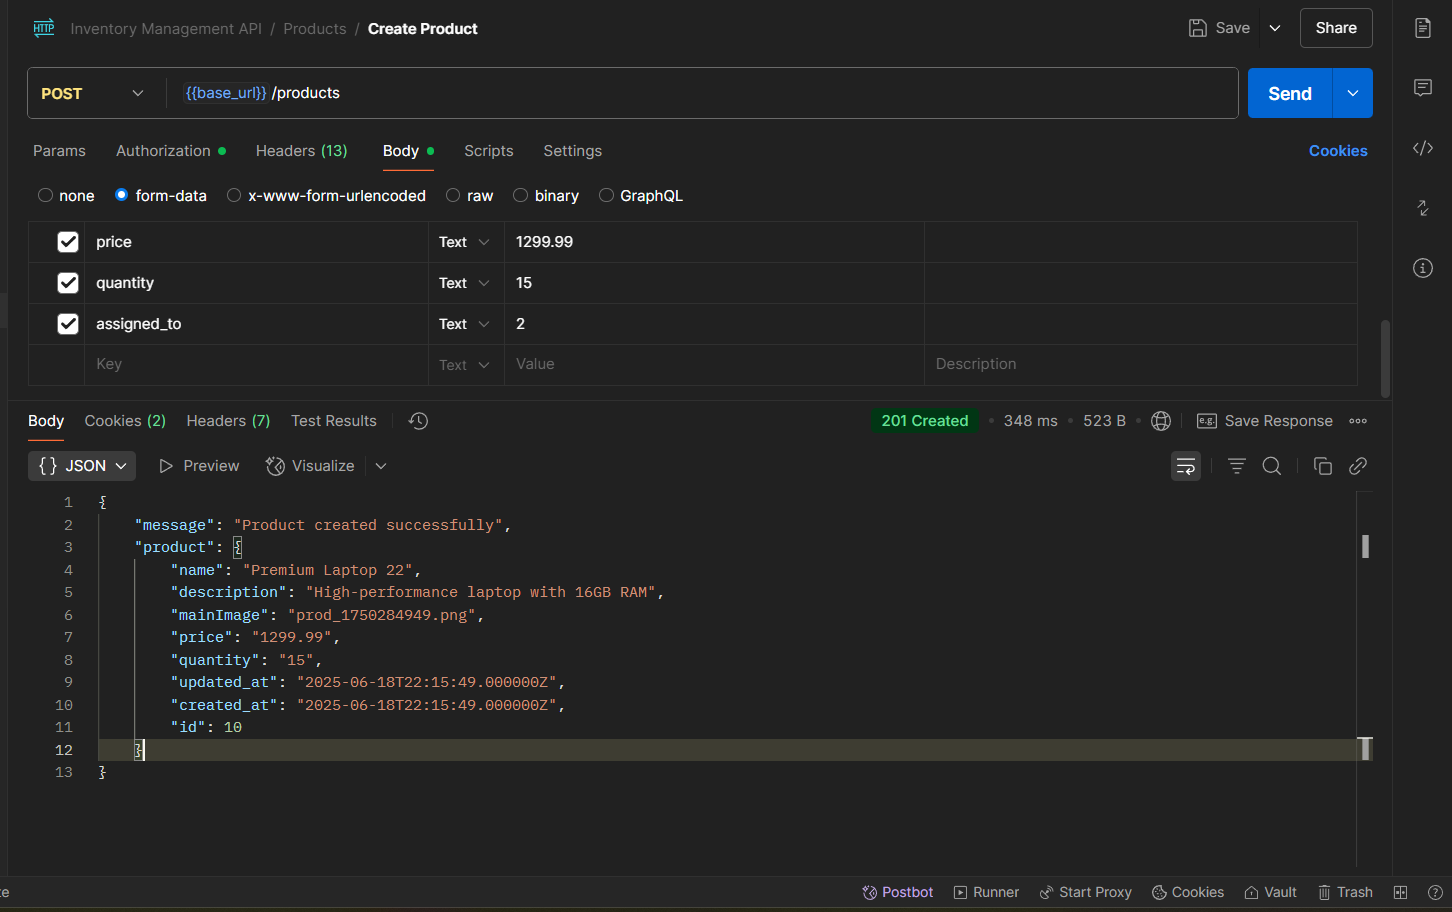 HTTP Inventory Management API / Products / Create Product Save Share
POST {{base_url}} /products Send
Params Authorization Headers (13) Body Scripts Settings Cookies
none form-data x-www-form-urlencoded raw binary GraphQL
price Text 1299.99
quantity Text 15
assigned_to Text 2
Key Text Value Description
Body Cookies (2) Headers (7) Test Results 201 Created 348 ms 523 B e.g. Save Response
{} JSON Preview Visualize
1 {
2 "message": "Product created successfully",
3 "product": {
4 "name": "Premium Laptop 22",
5 "description": "High-performance laptop with 16GB RAM",
6 "mainImage": "prod_1750284949.png",
7 "price": "1299.99",
8 "quantity": "15",
9 "updated_at": "2025-06-18T22:15:49.000000Z",
10 "created_at": "2025-06-18T22:15:49.000000Z",
11 "id": 10
12 }
13 }
te Postbot Runner Start Proxy Cookies Vault Trash